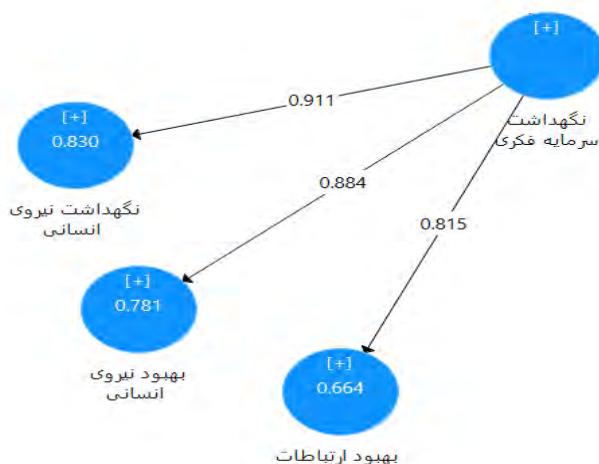 [+]
نگهداشت
سرمایه فکری
0.911
[+]
0.830
نگهداشت نیروی
انسانی
0.884
[+]
0.781
بهبود نیروی
انسانی
0.815
[+]
0.664
بهبود ارتباطات